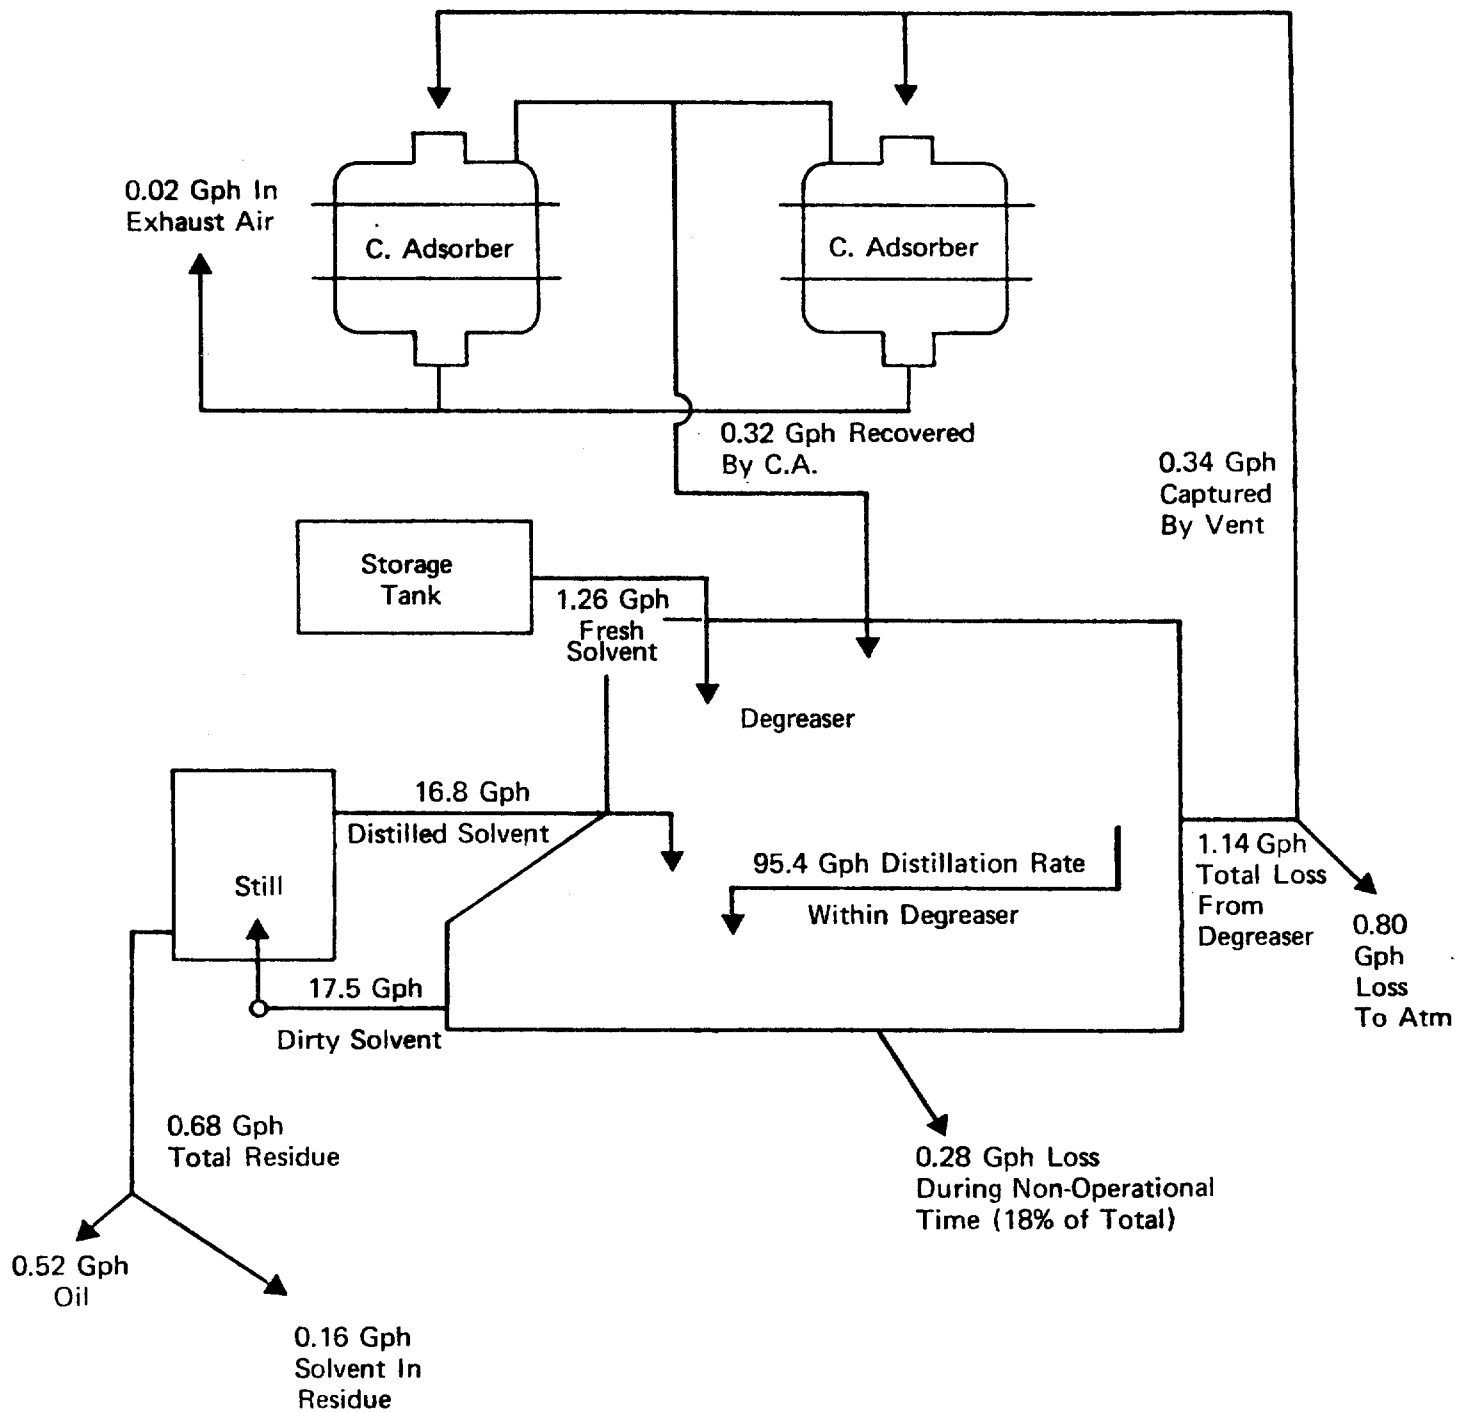 0.02 Gph In
Exhaust Air
C. Adsorber
C. Adsorber
0.32 Gph Recovered
By C.A.
0.34 Gph
Captured
By Vent
Storage
Tank
1.26 Gph
Fresh
Solvent
Degreaser
16.8 Gph
Distilled Solvent
Still
95.4 Gph Distillation Rate
Within Degreaser
1.14 Gph
Total Loss
From
Degreaser
0.80
Gph
Loss
To Atm
17.5 Gph
Dirty Solvent
0.68 Gph
Total Residue
0.28 Gph Loss
During Non-Operational
Time (18% of Total)
0.52 Gph
Oil
0.16 Gph
Solvent In
Residue